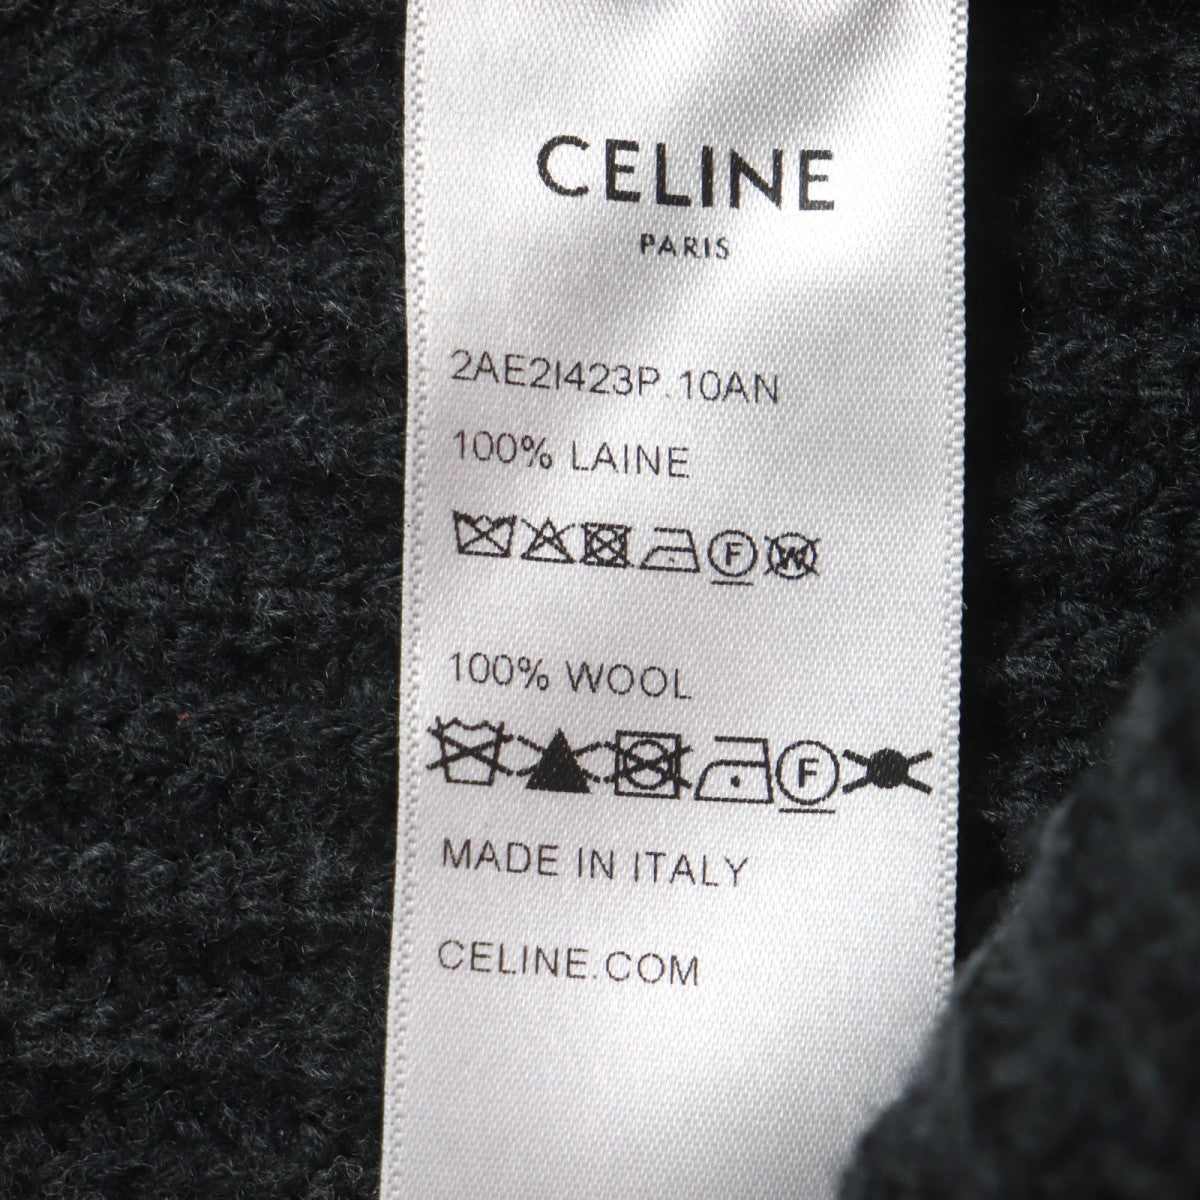 CELINE
PARIS
2AE2I423P.10AN
100% LAINE
F W
100% WOOL
F
MADE IN ITALY
CELINE.COM